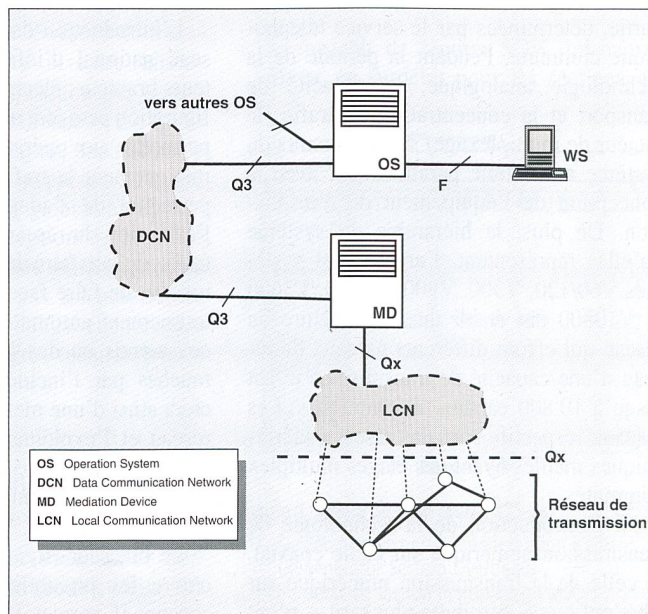 vers autres OS
OS
WS
Q3
F
DCN
MD
Q3
Qx
LCN
Qx
OS Operation System
DCN Data Communication Network
MD Mediation Device
LCN Local Communication Network
Réseau de
transmission